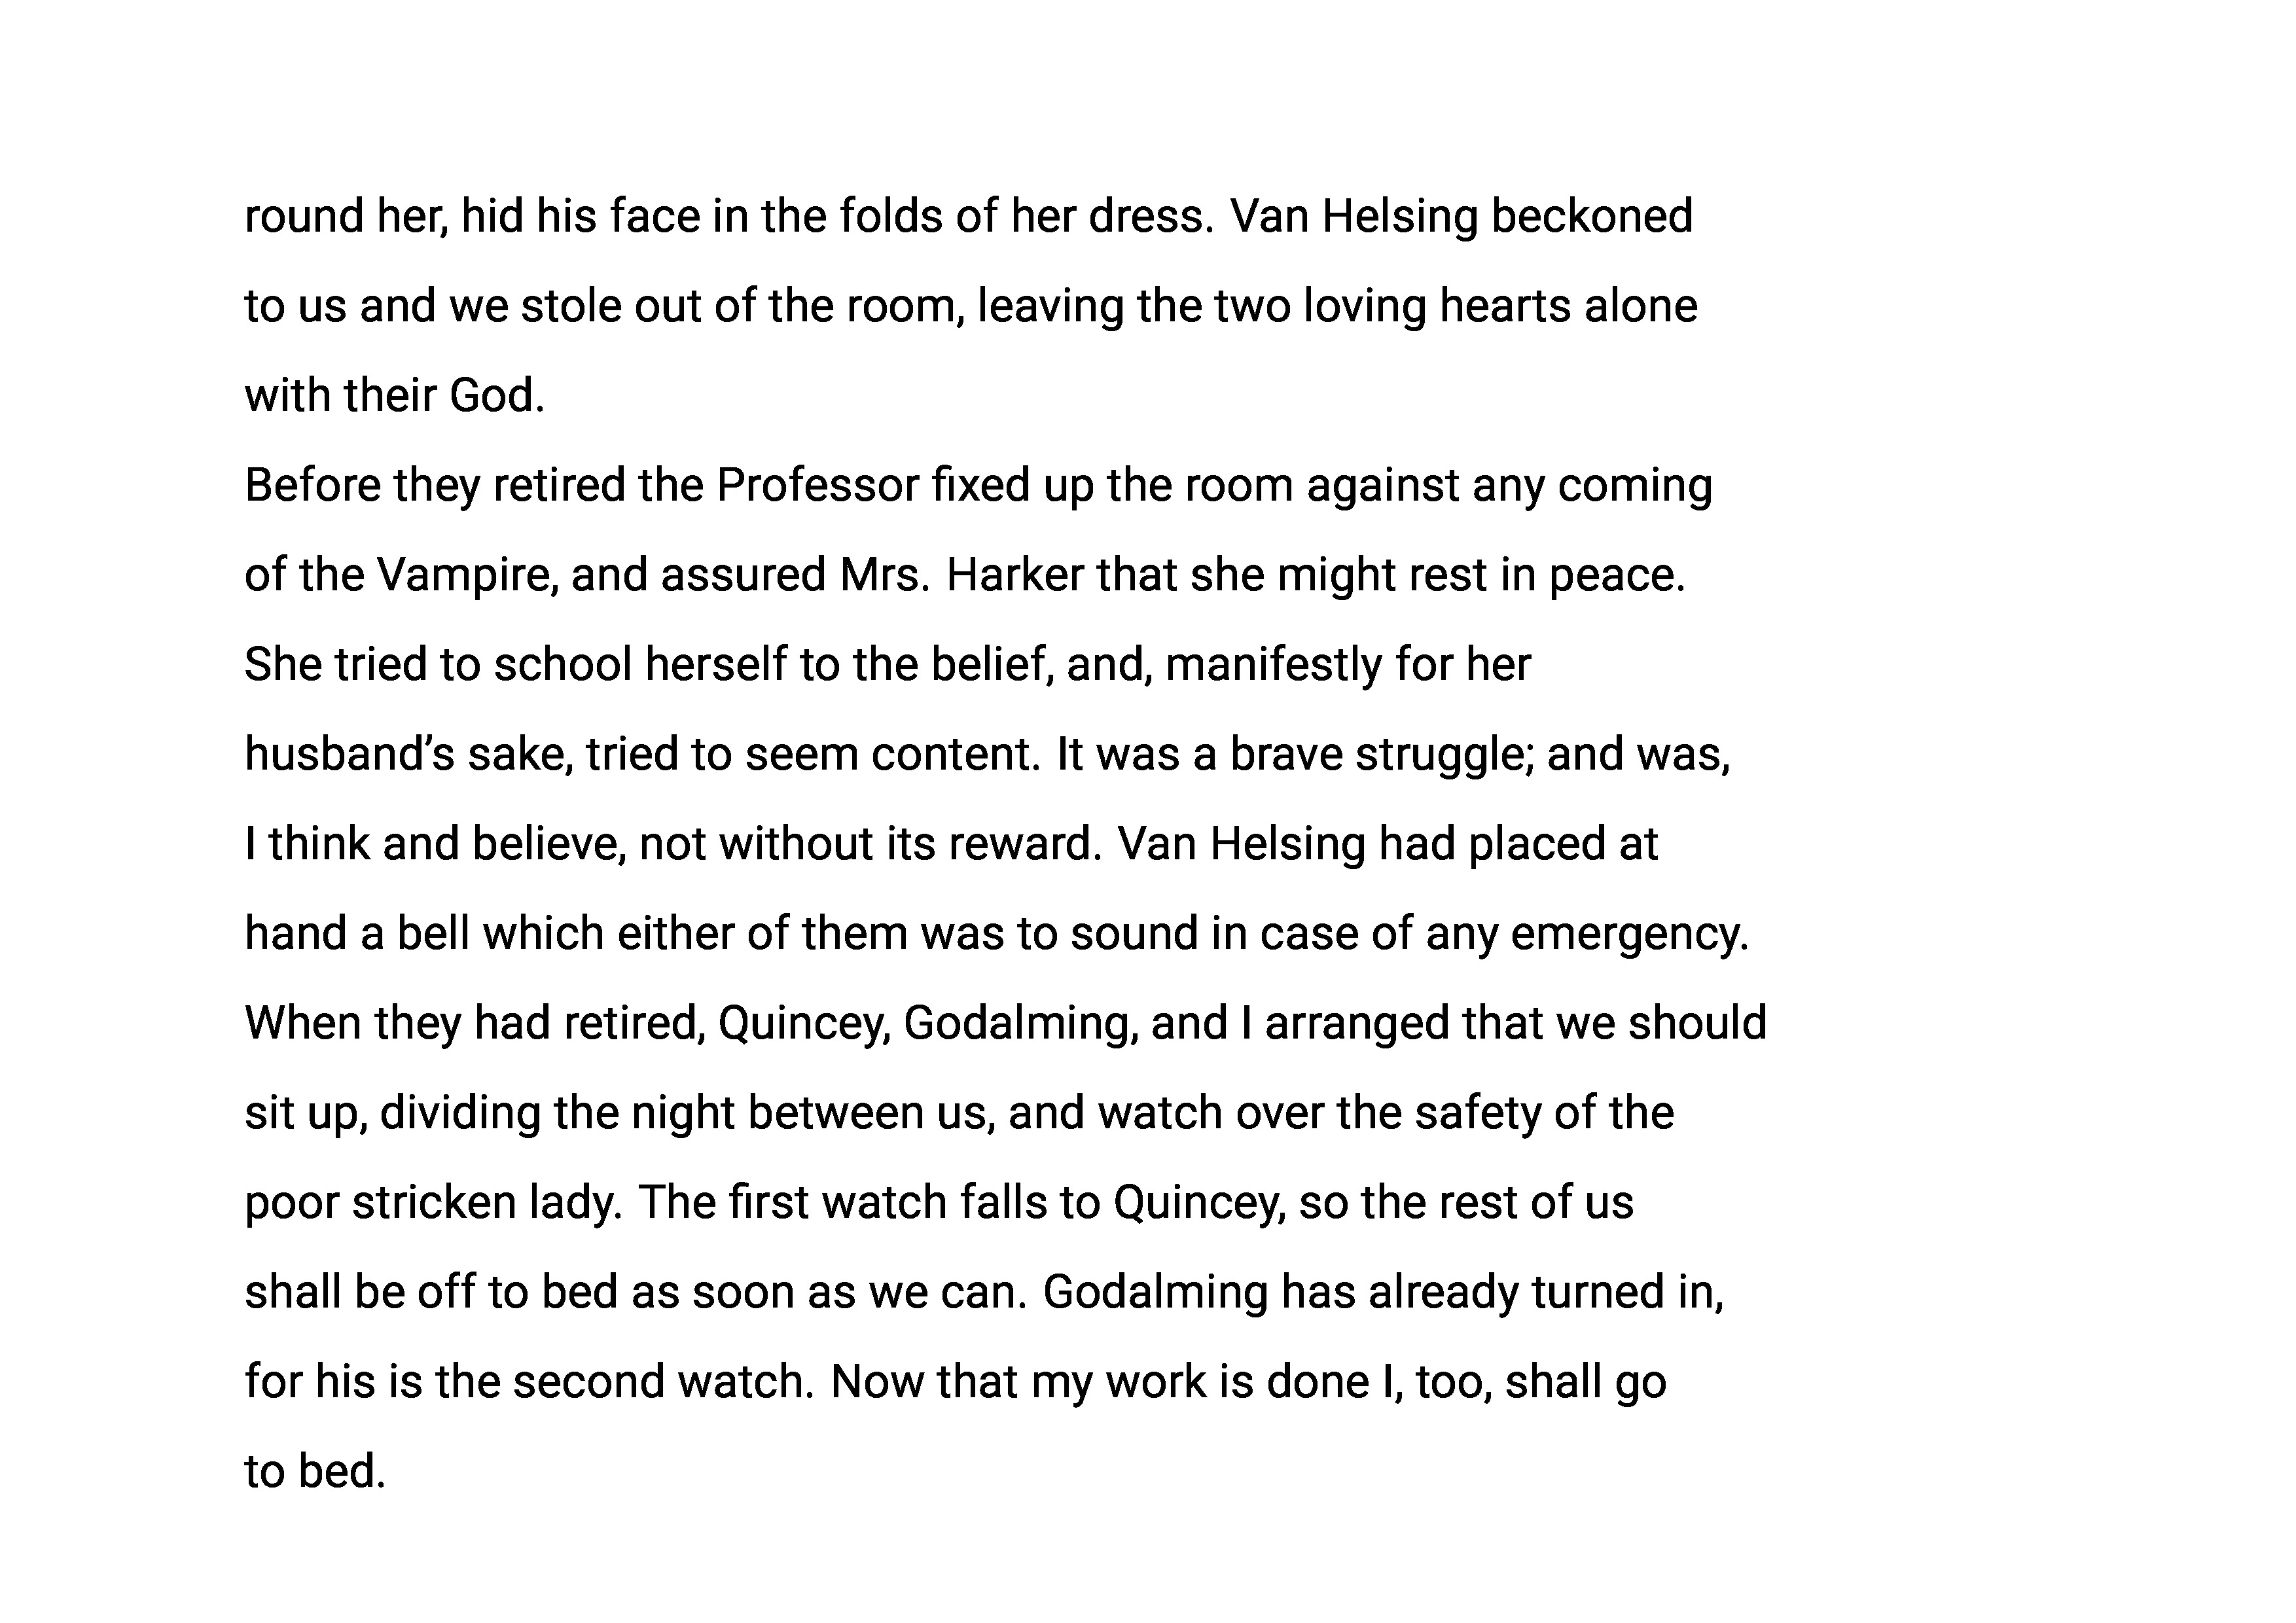 round her, hid his face in the folds of her dress. Van Helsing beckoned
to us and we stole out of the room, leaving the two loving hearts alone
with their God.
Before they retired the Professor fixed up the room against any coming
of the Vampire, and assured Mrs. Harker that she might rest in peace.
She tried to school herself to the belief, and, manifestly for her
husband’s sake, tried to seem content. It was a brave struggle; and was,
I think and believe, not without its reward. Van Helsing had placed at
hand a bell which either of them was to sound in case of any emergency.
When they had retired, Quincey, Godalming, and I arranged that we should
sit up, dividing the night between us, and watch over the safety of the
poor stricken lady. The first watch falls to Quincey, so the rest of us
shall be off to bed as soon as we can. Godalming has already turned in,
for his is the second watch. Now that my work is done I, too, shall go
to bed.